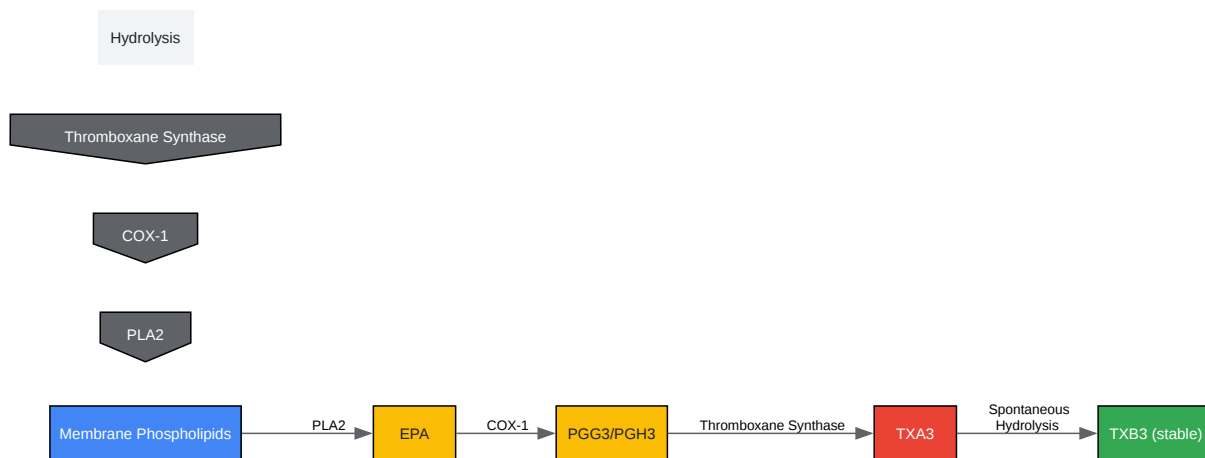 Hydrolysis
Thromboxane Synthase
COX-1
PLA2
Membrane Phospholipids
PLA2
EPA
COX-1
PGG3/PGH3
Thromboxane Synthase
TXA3
Spontaneous
Hydrolysis
TXB3 (stable)